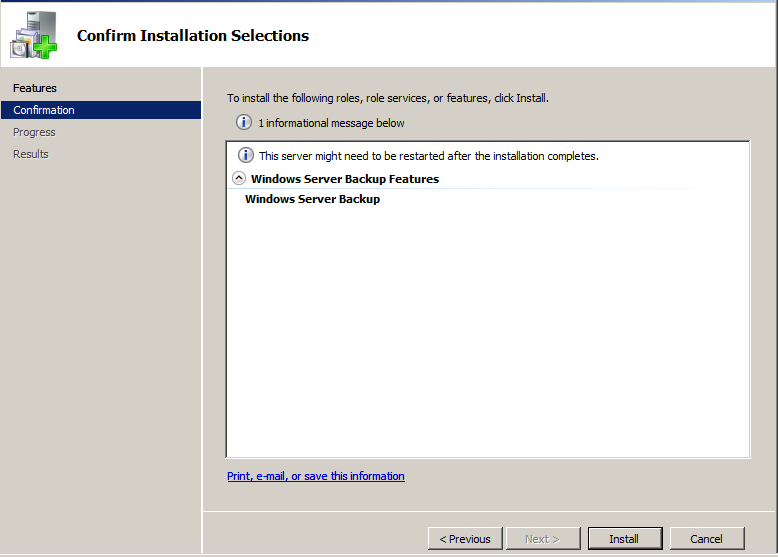 Confirm Installation Selections
Features
Confirmation
Progress
Results
To install the following roles, role services, or features, click Install.
1 informational message below
This server might need to be restarted after the installation completes.
Windows Server Backup Features
Windows Server Backup
Print, e-mail, or save this information
< Previous
Next >
Install
Cancel